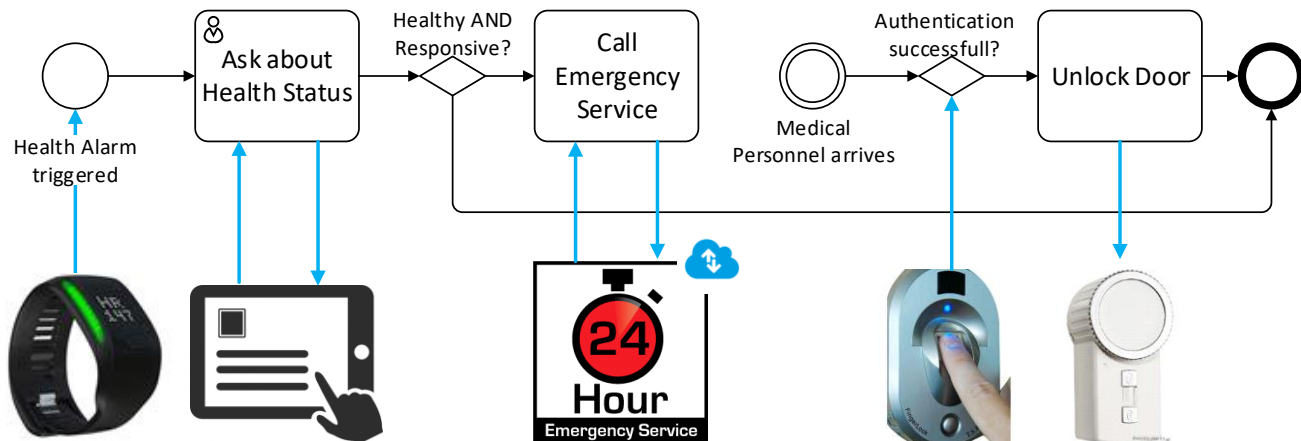 Health Alarm
triggered
Ask about
Health Status
Healthy AND
Responsive?
Call
Emergency
Service
Medical
Personnel arrives
Authentication
successfull?
Unlock Door
HR
147
24
Hour
Emergency Service
FingerLock